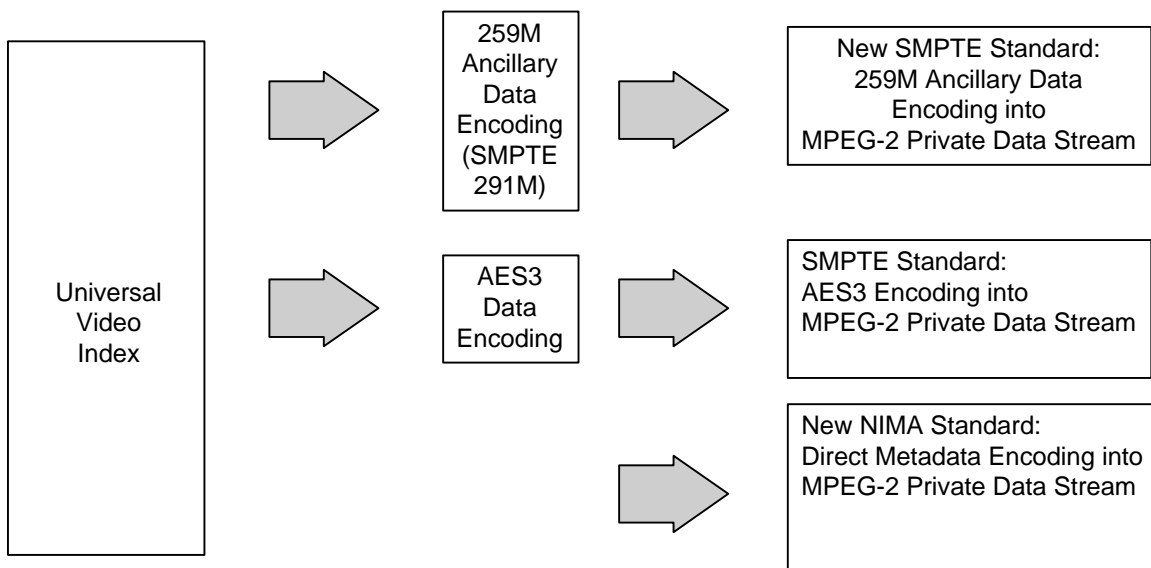 Universal
Video
Index
259M
Ancillary
Data
Encoding
(SMPTE
291M)
New SMPTE Standard:
259M Ancillary Data
Encoding into
MPEG-2 Private Data Stream
AES3
Data
Encoding
SMPTE Standard:
AES3 Encoding into
MPEG-2 Private Data Stream
New NIMA Standard:
Direct Metadata Encoding into
MPEG-2 Private Data Stream